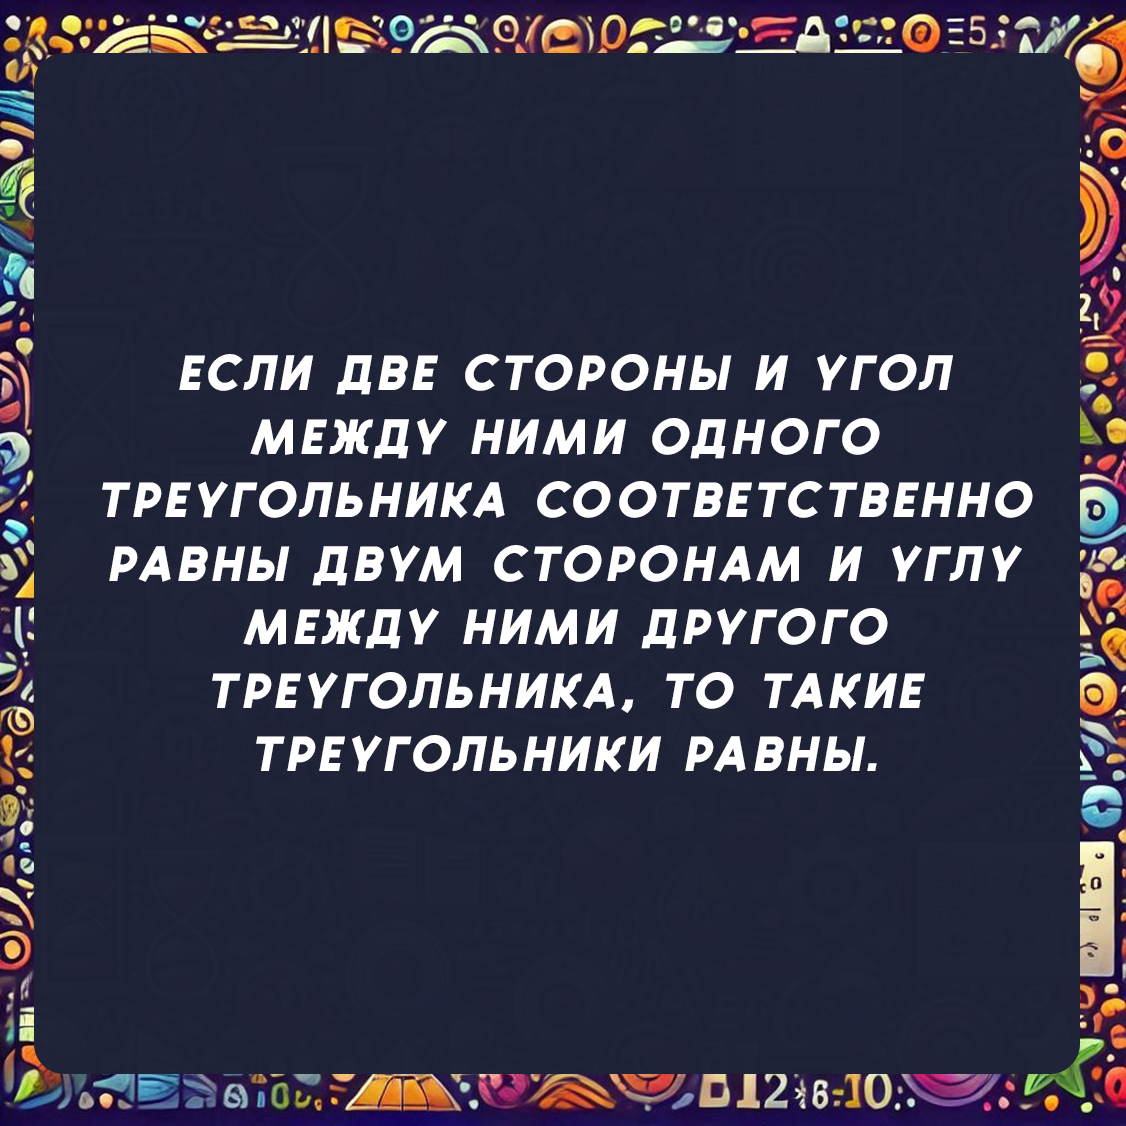 ЕСЛИ ДВЕ СТОРОНЫ И УГОЛ
МЕЖДУ НИМИ ОДНОГО
ТРЕУГОЛЬНИКА СООТВЕТСТВЕННО
РАВНЫ ДВУМ СТОРОНАМ И УГЛУ
МЕЖДУ НИМИ ДРУГОГО
ТРЕУГОЛЬНИКА, ТО ТАКИЕ
ТРЕУГОЛЬНИКИ РАВНЫ.